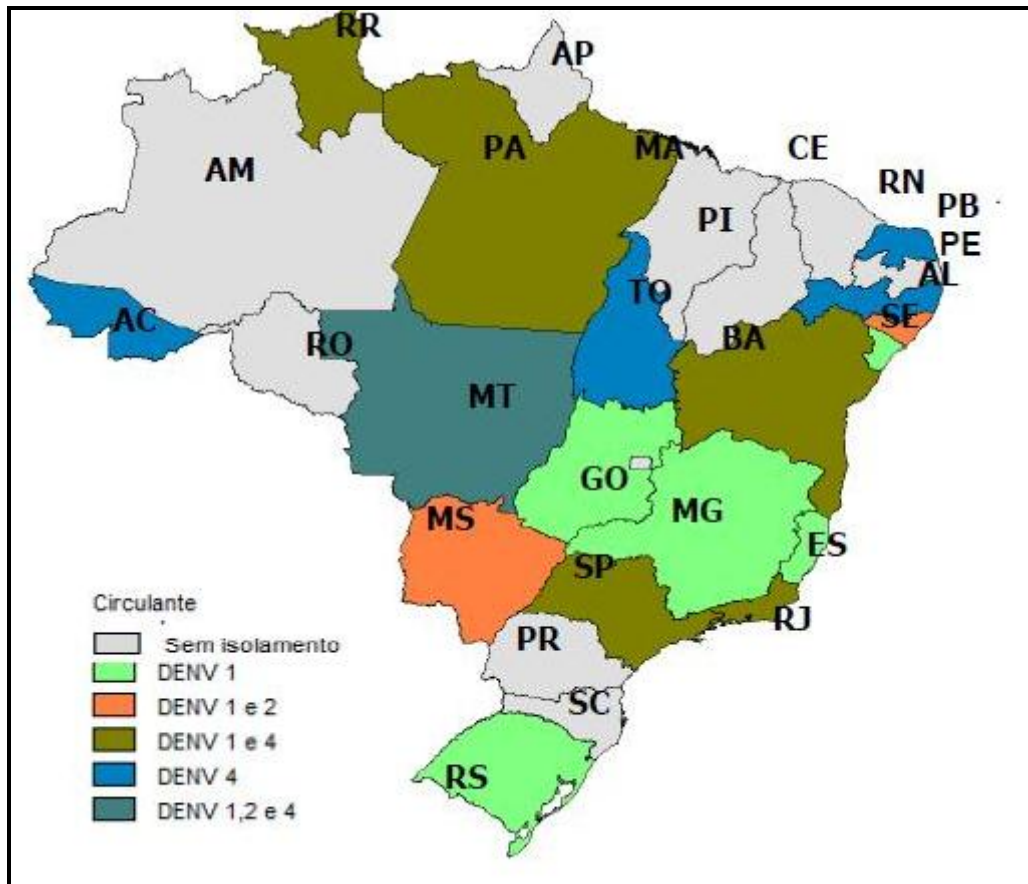 RR
AP
AM
PA
MA
CE
RN
PI
PB
PE
AL
TO
SE
AC
RO
BA
MT
GO
MG
MS
ES
SP
RJ
PR
SC
RS
Circulante
Sem isolamento
DENV 1
DENV 1 e 2
DENV 1 e 4
DENV 4
DENV 1,2 e 4